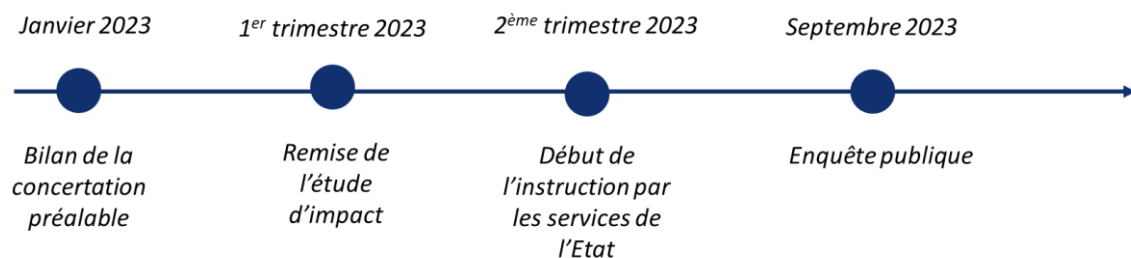 Janvier 2023
1er trimestre 2023
2ème trimestre 2023
Septembre 2023
Bilan de la
concertation
préalable
Remise de
l’étude
d’impact
Début de
l’instruction par
les services de
l’Etat
Enquête publique